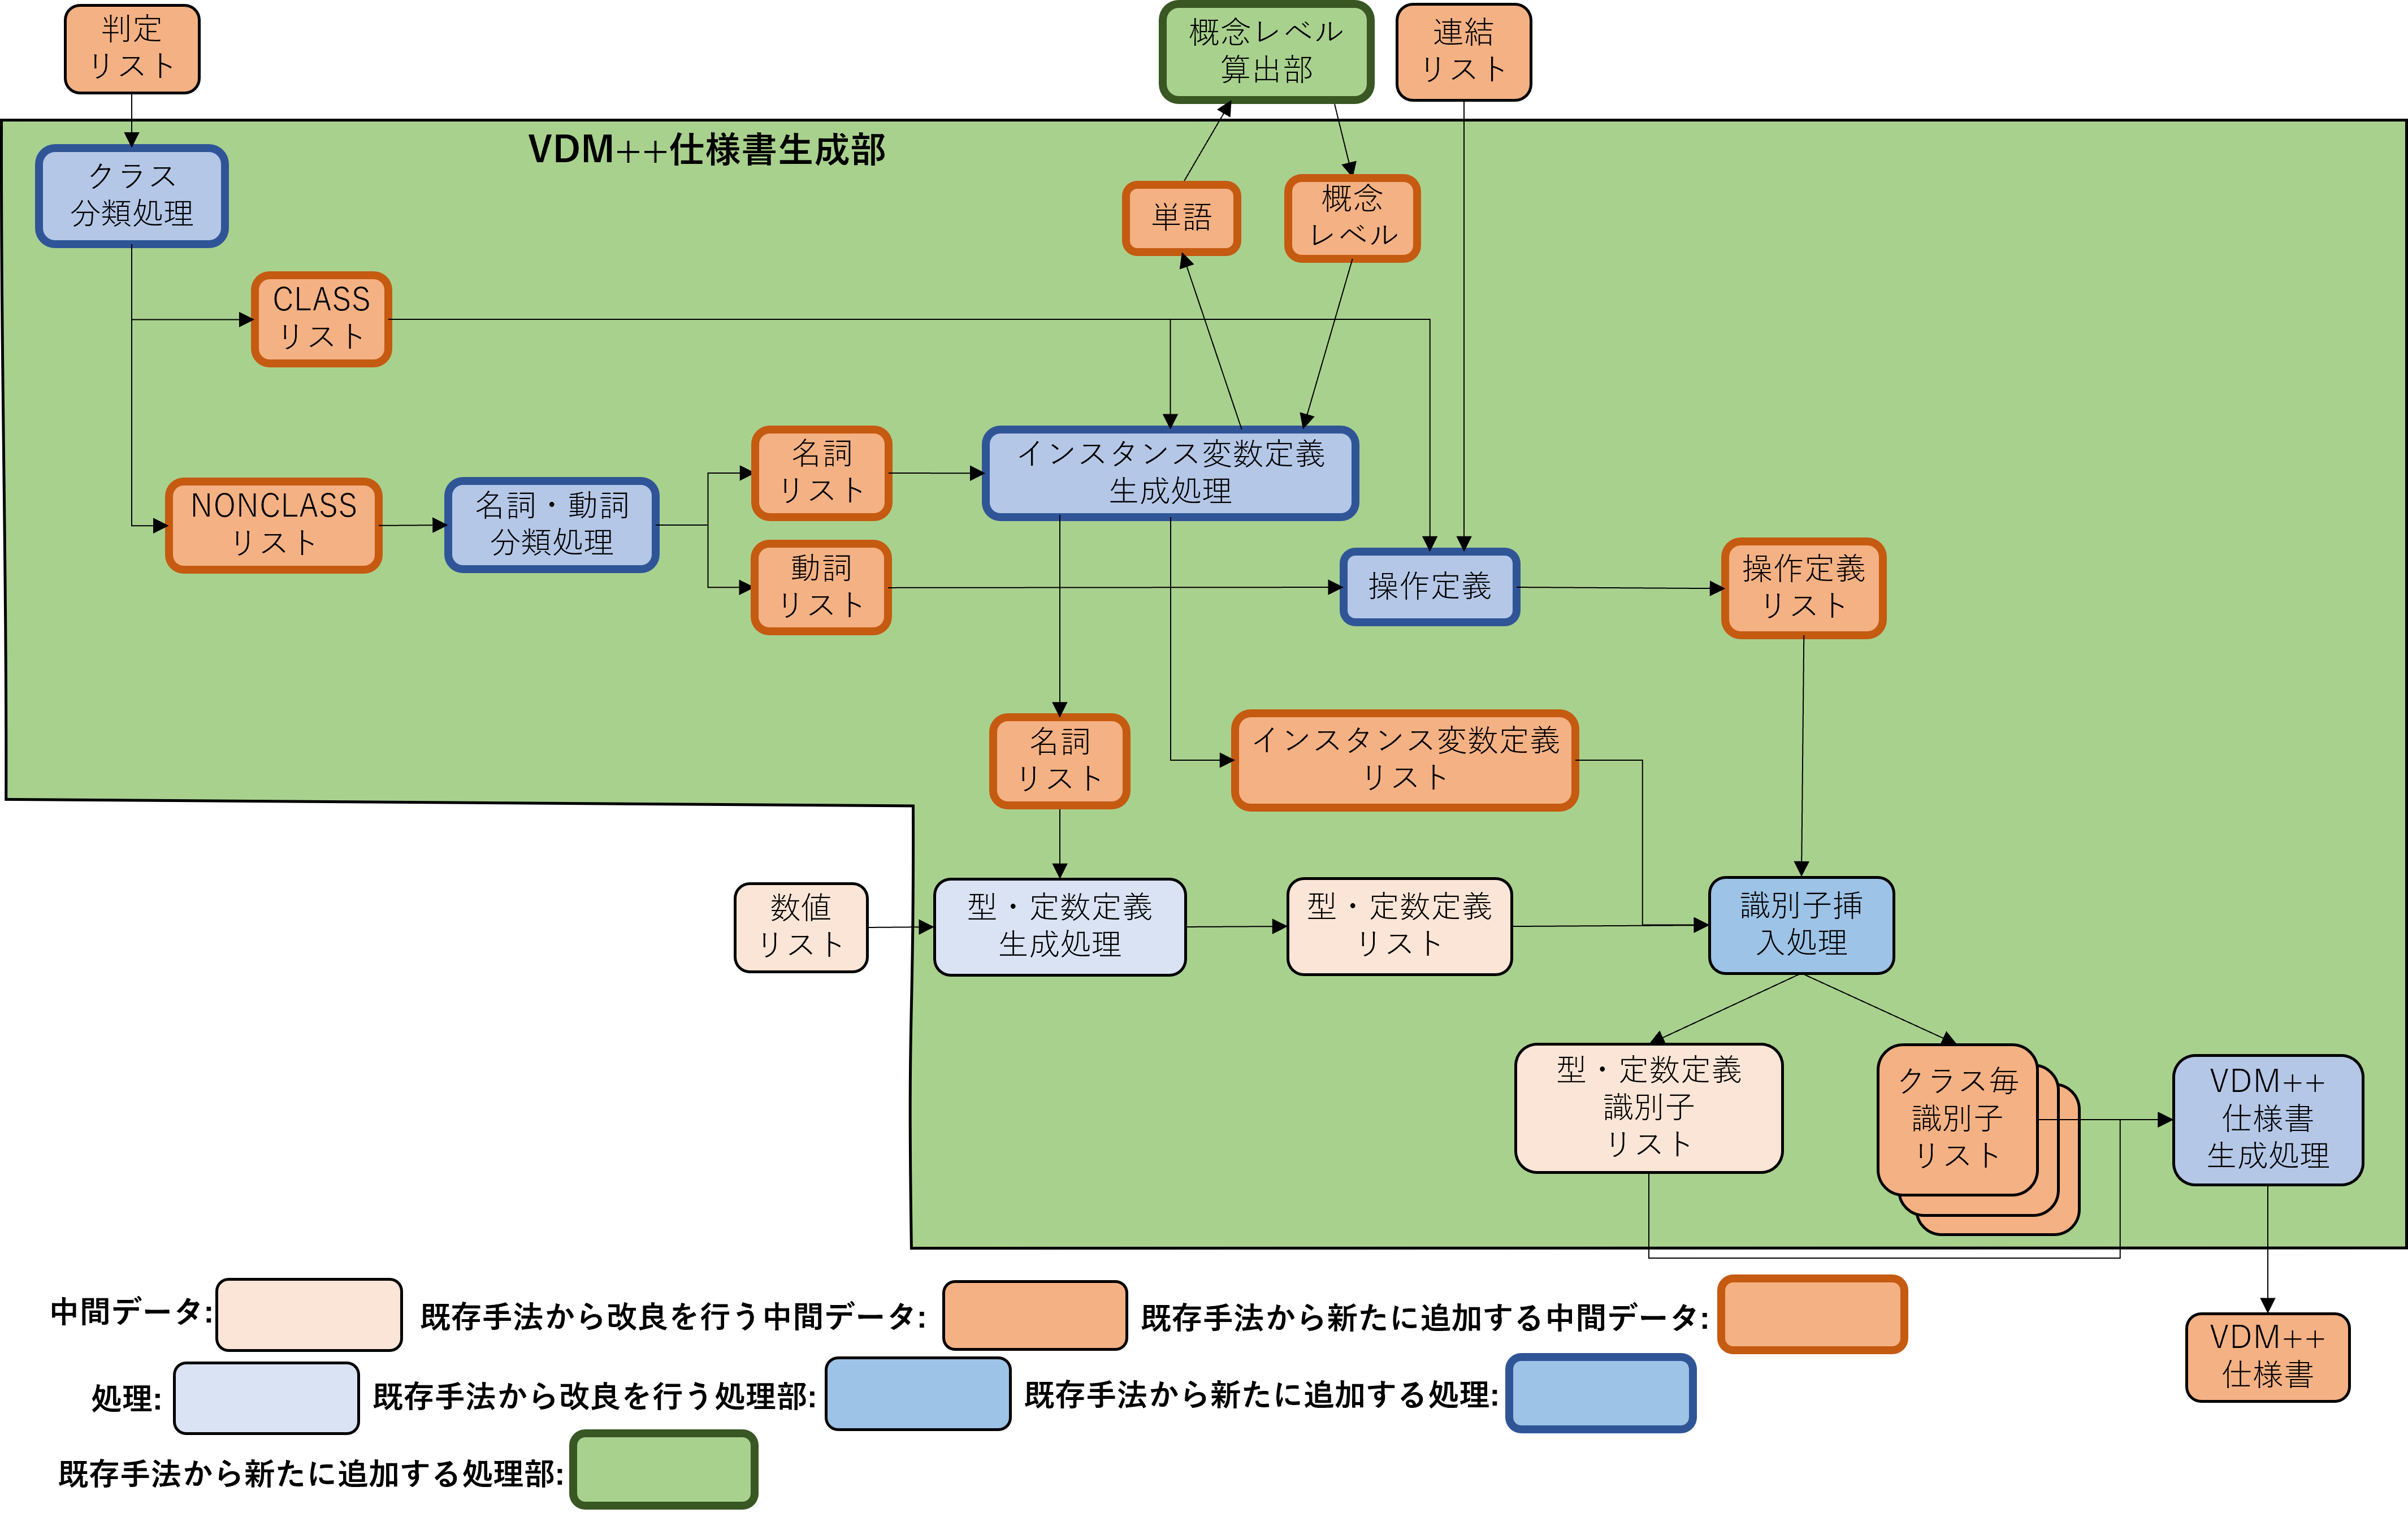 判定
リスト
概念レベル
算出部
連結
リスト
VDM++仕様書生成部
クラス
分類処理
単語
概念
レベル
CLASS
リスト
名詞
リスト
インスタンス変数定義
生成処理
NONCLASS
リスト
名詞・動詞
分類処理
動詞
リスト
操作定義
操作定義
リスト
名詞
リスト
インスタンス変数定義
リスト
数値
リスト
型・定数定義
生成処理
型・定数定義
リスト
識別子挿
入処理
型・定数定義
識別子
リスト
クラス毎
識別子
リスト
VDM++
仕様書
生成処理
中間データ:
既存手法から改良を行う中間データ:
既存手法から新たに追加する中間データ:
VDM++
仕様書
処理:
既存手法から改良を行う処理部:
既存手法から新たに追加する処理:
既存手法から新たに追加する処理部: